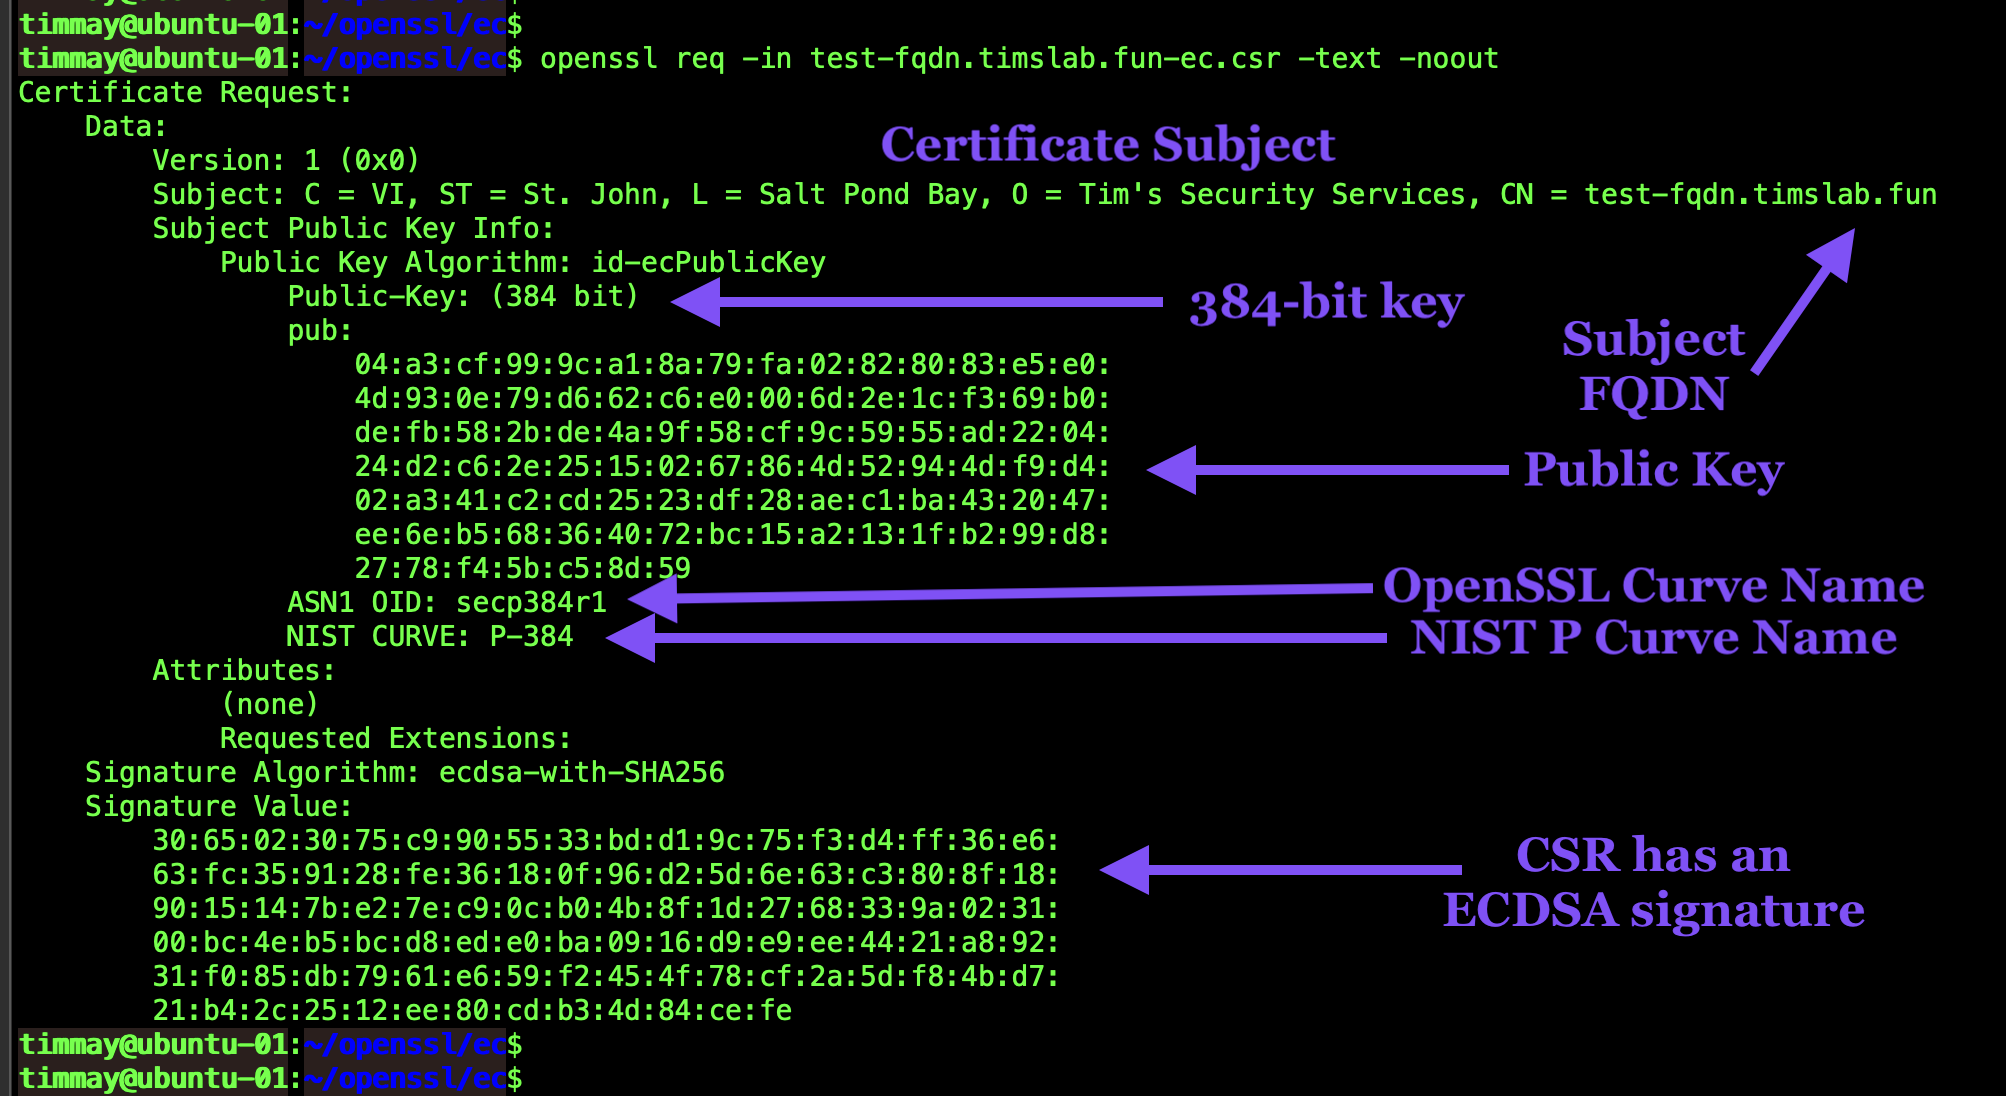 timmay@ubuntu-01:~/openssl/ec$
timmay@ubuntu-01:~/openssl/ec$ openssl req -in test-fqdn.timslab.fun-ec.csr -text -noout
Certificate Request:
    Data:
Certificate Subject
        Version: 1 (0x0)
        Subject: C = VI, ST = St. John, L = Salt Pond Bay, O = Tim's Security Services, CN = test-fqdn.timslab.fun
        Subject Public Key Info:
            Public Key Algorithm: id-ecPublicKey
                Public-Key: (384 bit)
384-bit key
                pub:
Subject
FQDN
                    04:a3:cf:99:9c:a1:8a:79:fa:02:82:80:83:e5:e0:
                    4d:93:0e:79:d6:62:c6:e0:00:6d:2e:1c:f3:69:b0:
                    de:fb:58:2b:de:4a:9f:58:cf:9c:59:55:ad:22:04:
                    24:d2:c6:2e:25:15:02:67:86:4d:52:94:4d:f9:d4:
Public Key
                    02:a3:41:c2:cd:25:23:df:28:ae:c1:ba:43:20:47:
                    ee:6e:b5:68:36:40:72:bc:15:a2:13:1f:b2:99:d8:
                    27:78:f4:5b:c5:8d:59
                ASN1 OID: secp384r1
OpenSSL Curve Name
                NIST CURVE: P-384
NIST P Curve Name
        Attributes:
            (none)
            Requested Extensions:
    Signature Algorithm: ecdsa-with-SHA256
    Signature Value:
        30:65:02:30:75:c9:90:55:33:bd:d1:9c:75:f3:d4:ff:36:e6:
        63:fc:35:91:28:fe:36:18:0f:96:d2:5d:6e:63:c3:80:8f:18:
        90:15:14:7b:e2:7e:c9:0c:b0:4b:8f:1d:27:68:33:9a:02:31:
        00:bc:4e:b5:bc:d8:ed:e0:ba:09:16:d9:e9:ee:44:21:a8:92:
        31:f0:85:db:79:61:e6:59:f2:45:4f:78:cf:2a:5d:f8:4b:d7:
        21:b4:2c:25:12:ee:80:cd:b3:4d:84:ce:fe
CSR has an
ECDSA signature
timmay@ubuntu-01:~/openssl/ec$
timmay@ubuntu-01:~/openssl/ec$